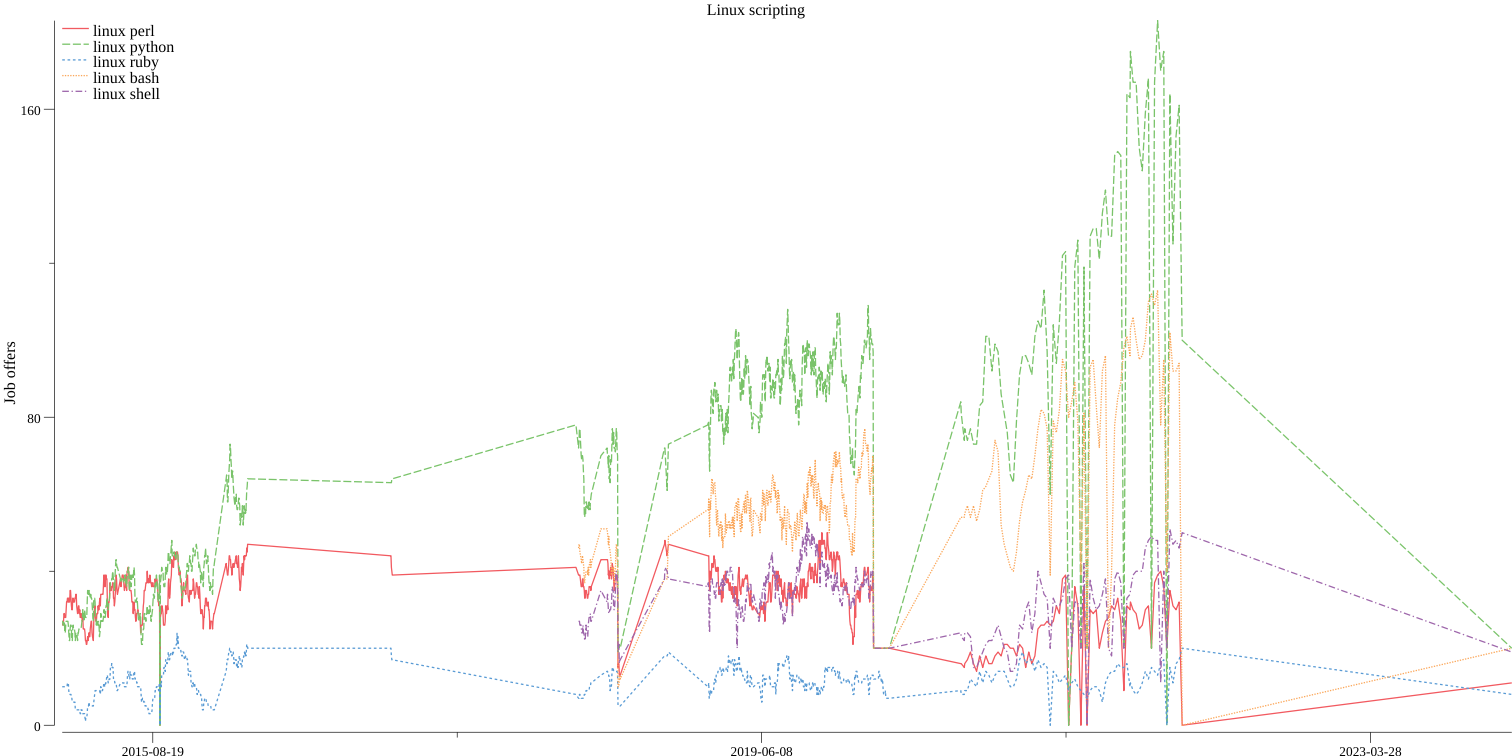 Linux scripting
linux perl
linux python
linux ruby
linux bash
linux shell
160
80
0
Job offers
2015-08-19
2019-06-08
2023-03-28